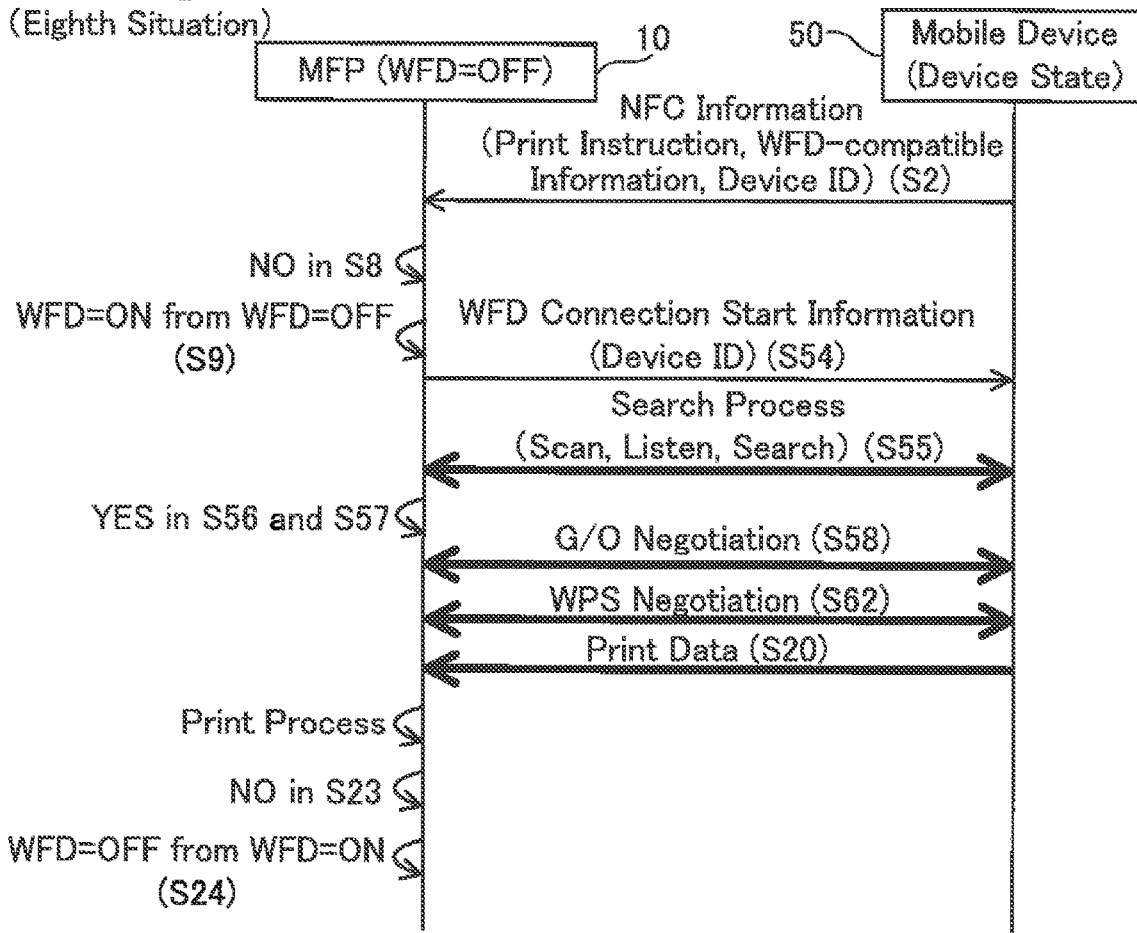 (Eighth Situation)
MFP (WFD=OFF)
10
50
Mobile Device
(Device State)
NFC Information
(Print Instruction, WFD-compatible
Information, Device ID) (S2)
NO in S8
WFD=ON from WFD=OFF
(S9)
WFD Connection Start Information
(Device ID) (S54)
Search Process
(Scan, Listen, Search) (S55)
YES in S56 and S57
G/O Negotiation (S58)
WPS Negotiation (S62)
Print Data (S20)
Print Process
NO in S23
WFD=OFF from WFD=ON
(S24)